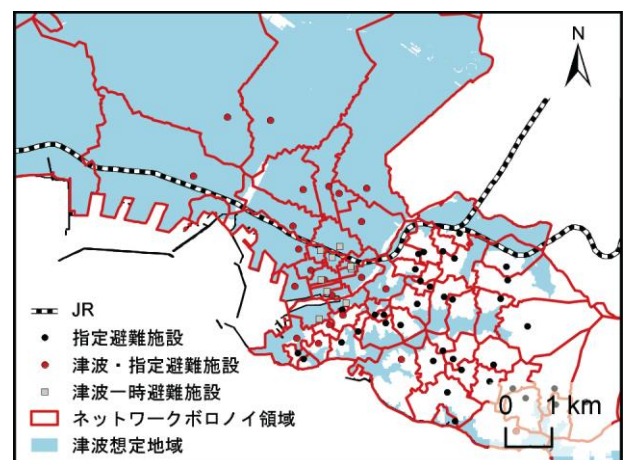 N
JR
指定避難施設
津波・指定避難施設
津波一時避難施設
ネットワークボロノイ領域
津波想定地域
0 1 km